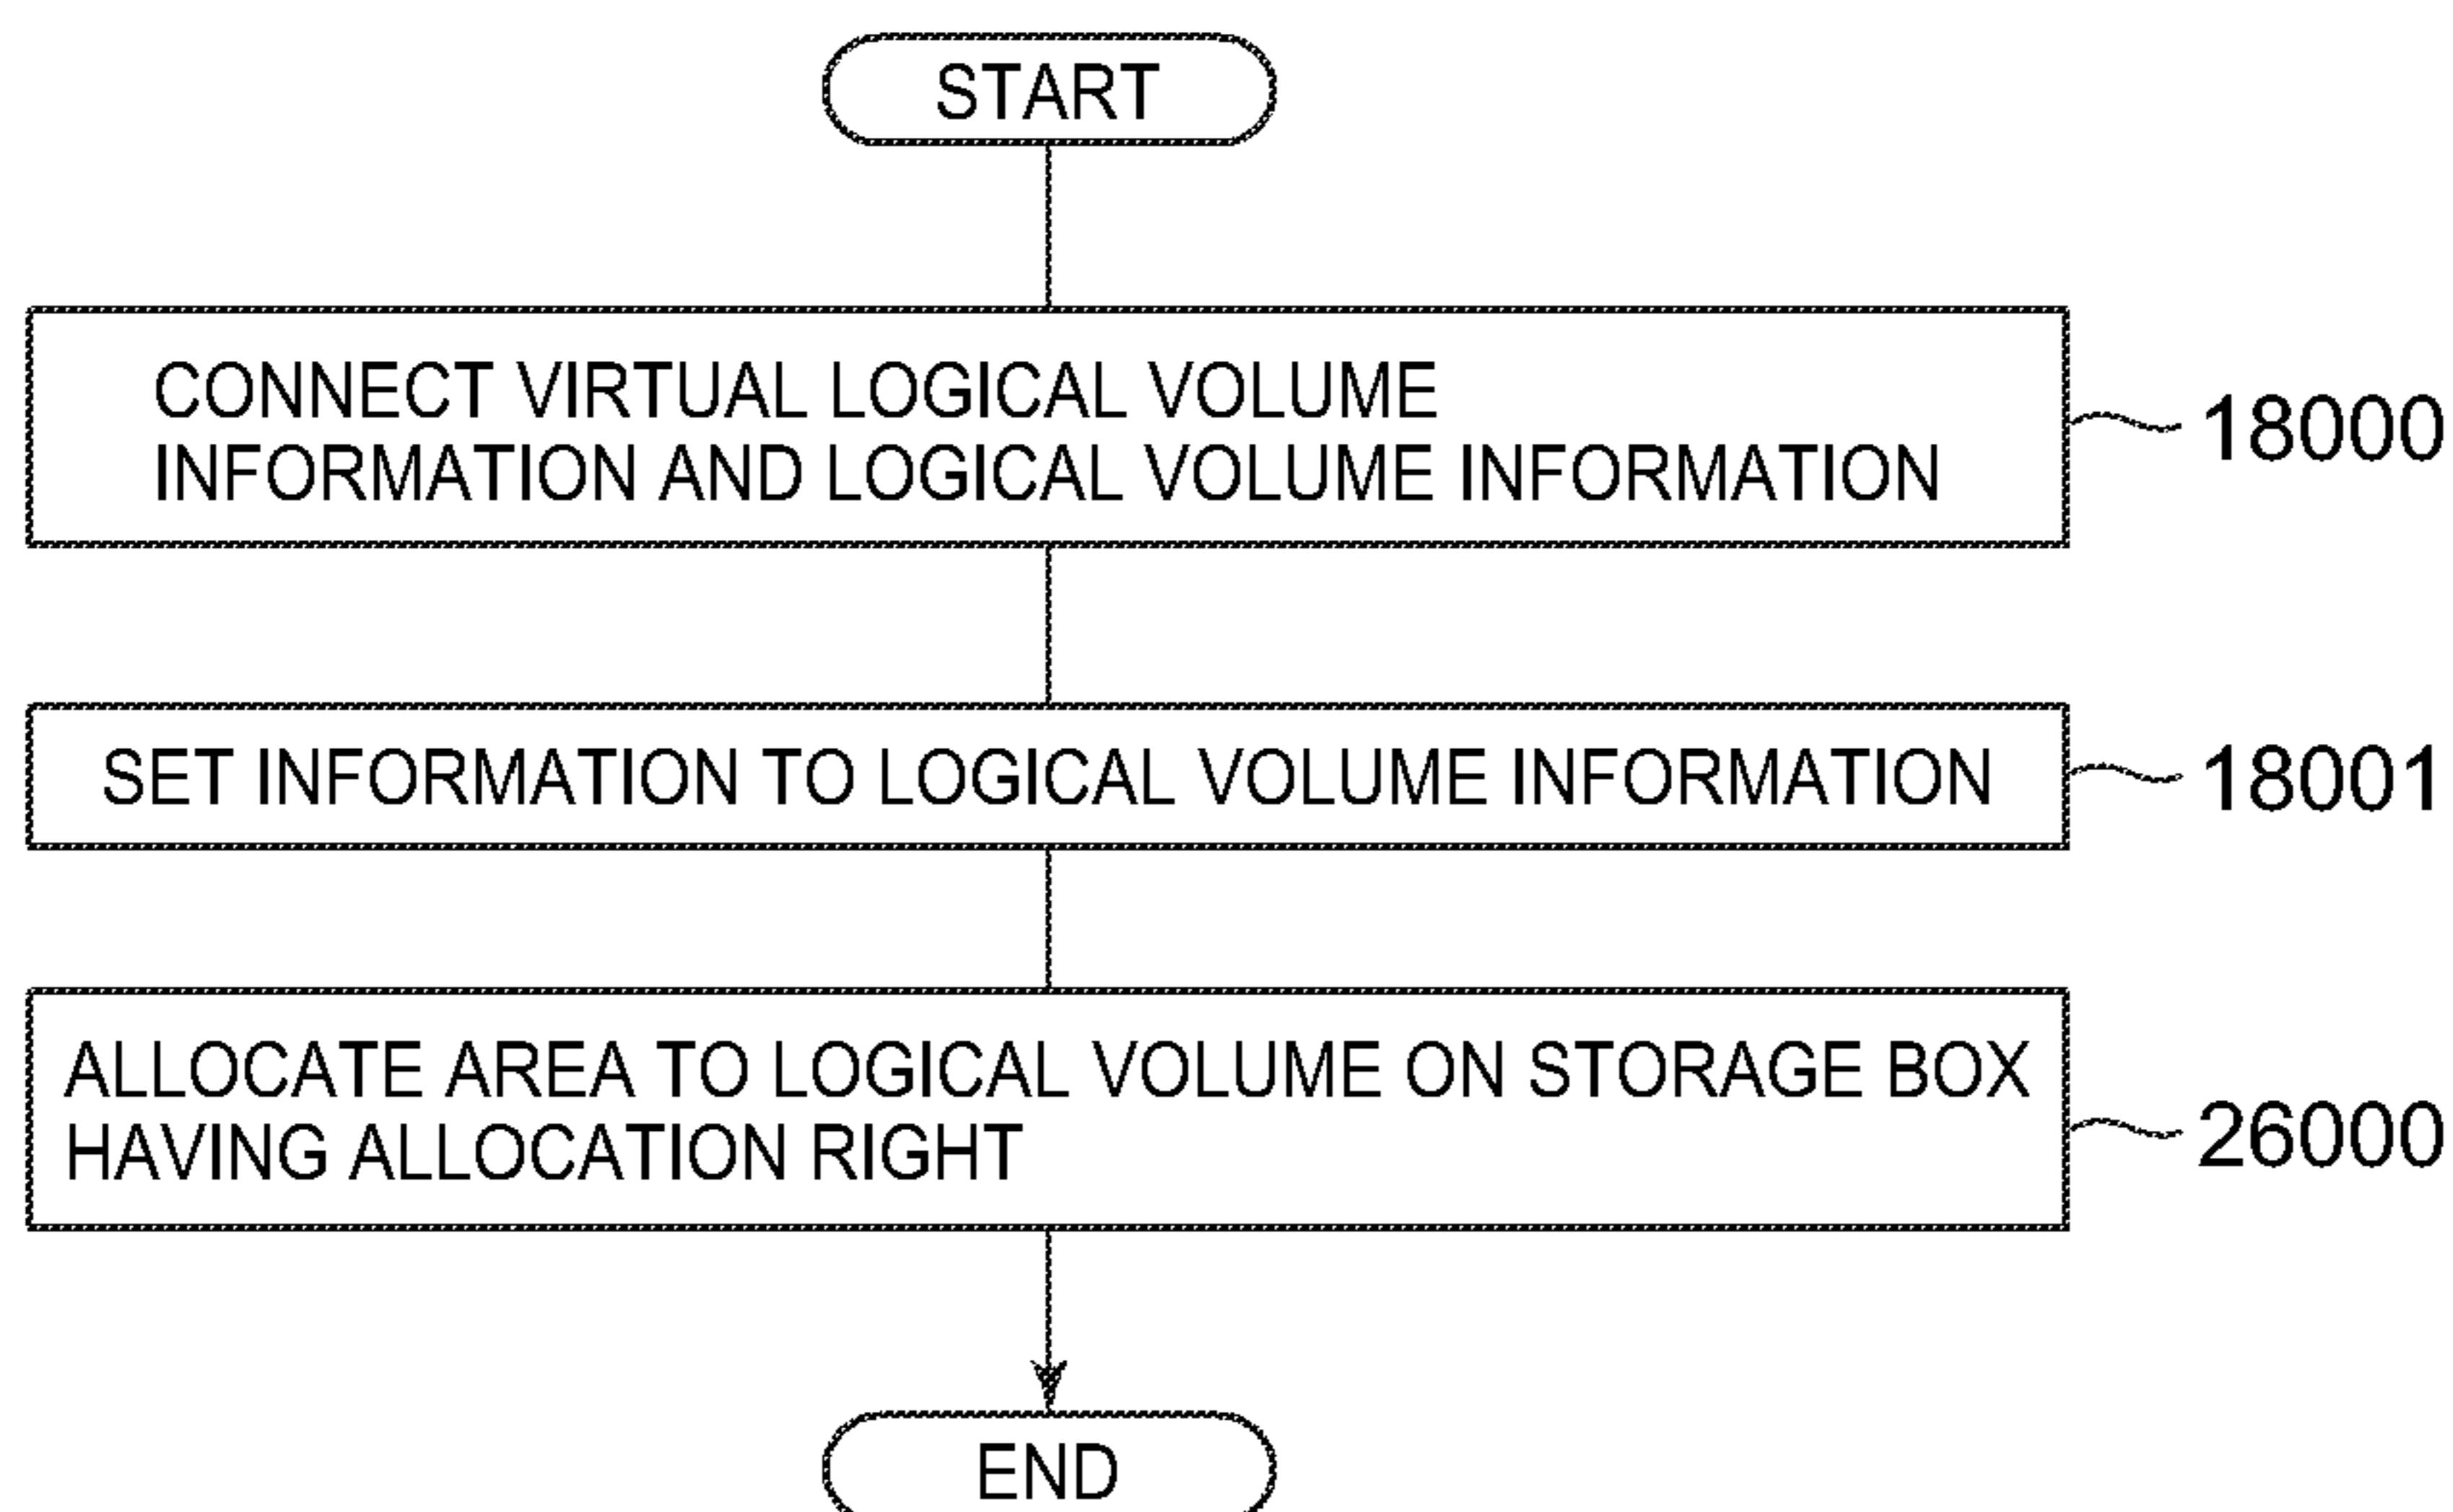 START
CONNECT VIRTUAL LOGICAL VOLUME
INFORMATION AND LOGICAL VOLUME INFORMATION
18000
SET INFORMATION TO LOGICAL VOLUME INFORMATION
18001
ALLOCATE AREA TO LOGICAL VOLUME ON STORAGE BOX
HAVING ALLOCATION RIGHT
26000
END